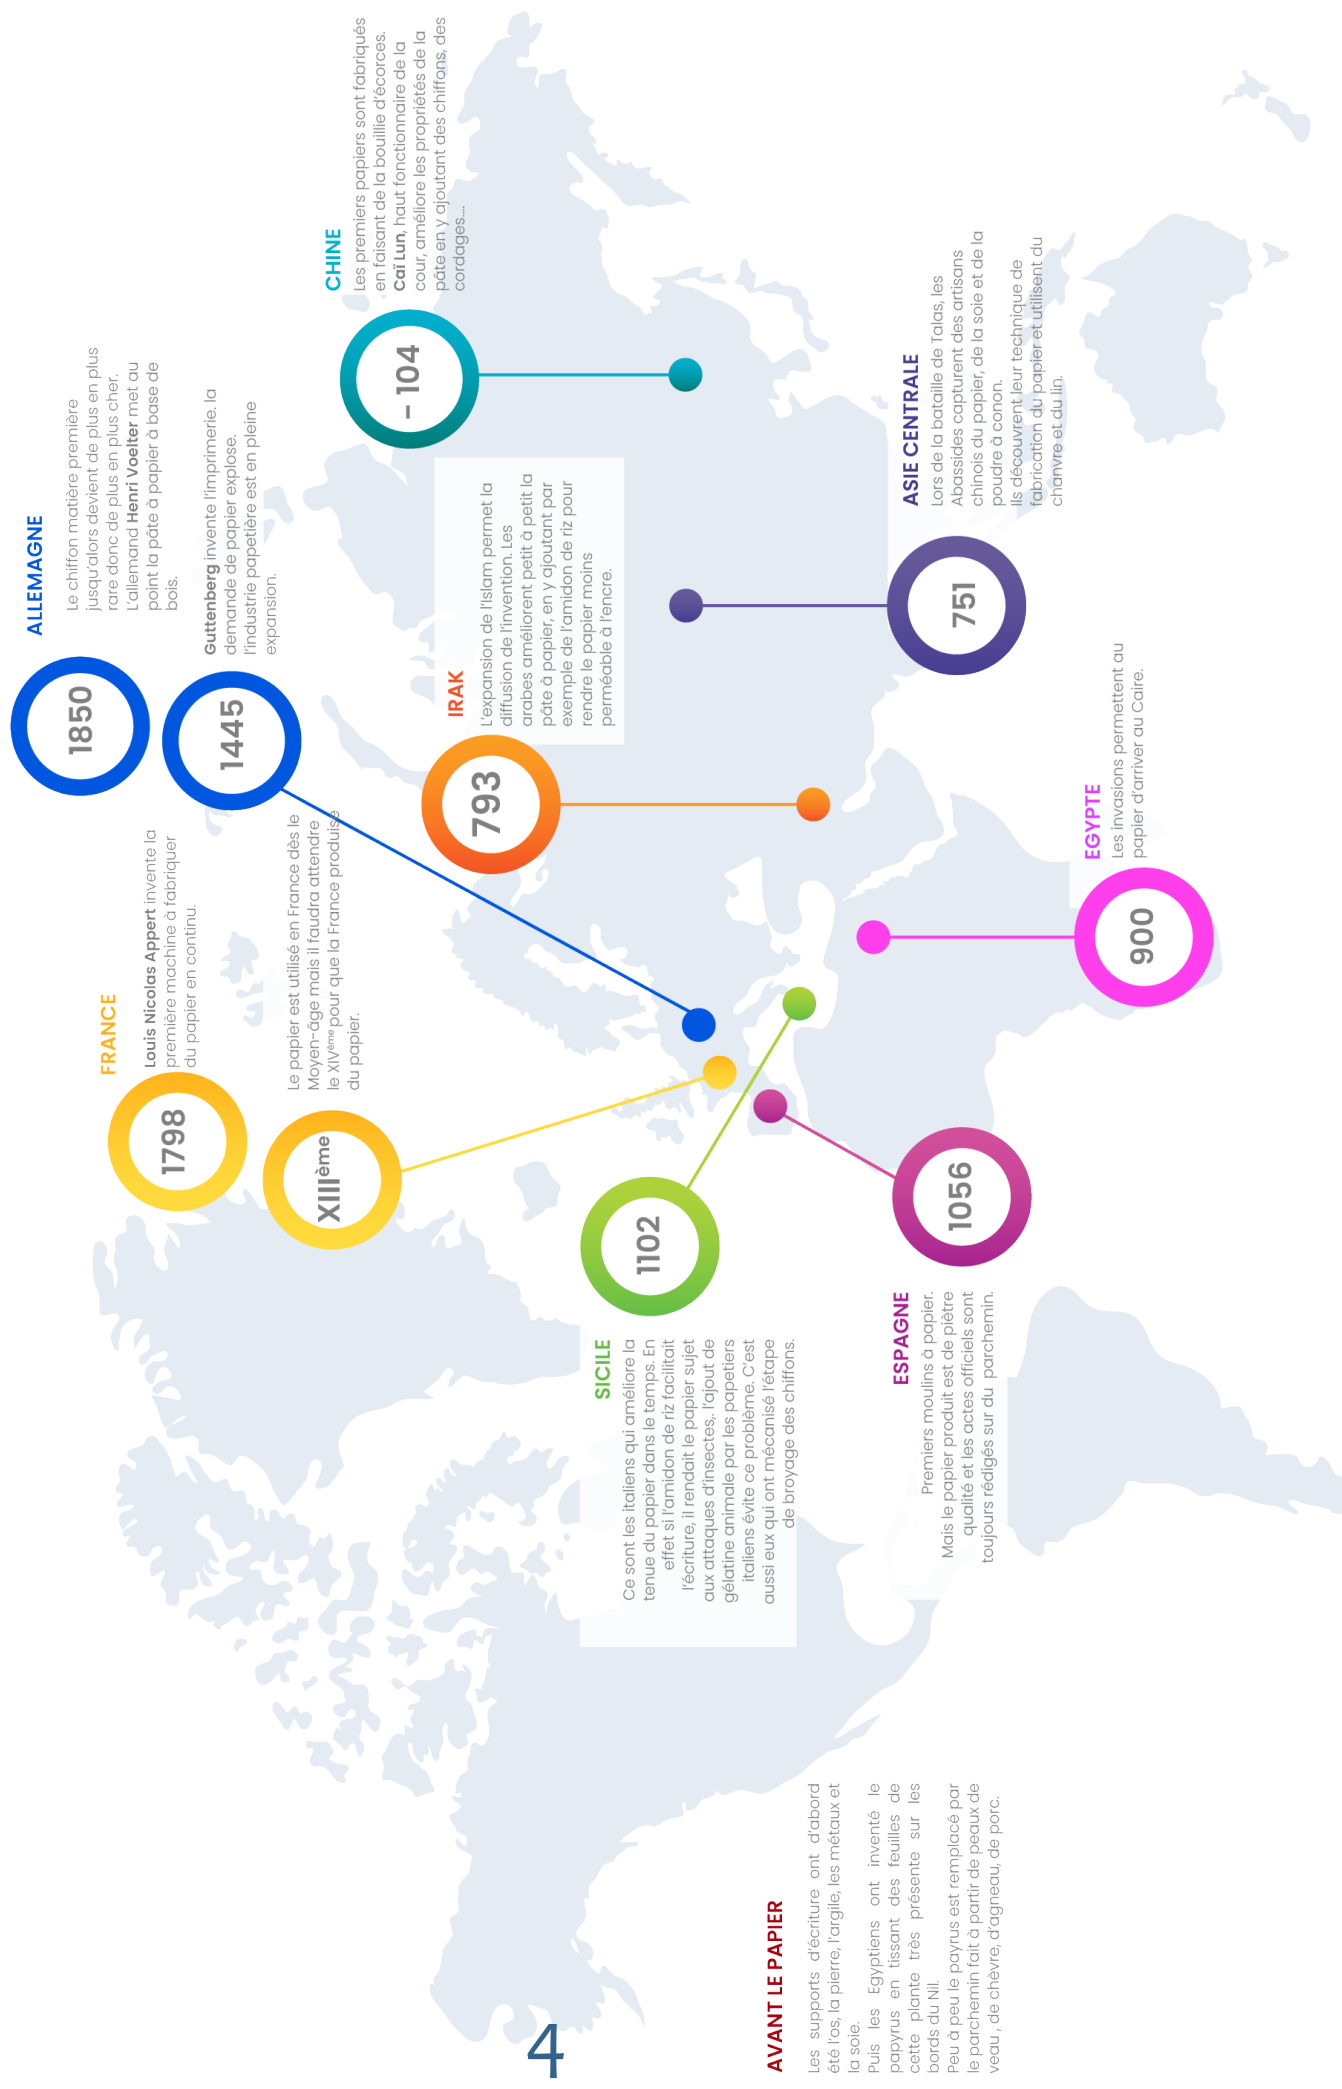 AVANT LE PAPIER
Les supports d'écriture ont d'abord
été l'os, la pierre, l'argile, les métaux et
la soie.
Puis les Egyptiens ont inventé le
papyrus en tissant des feuilles de
cette plante très présente sur les
bords du Nil.
Peu à peu le payrus est remplacé par
le parchemin fait à partir de peaux de
veau , de chèvre, d'agneau, de porc.
SICILE
1102
Ce sont les italiens qui améliore la
tenue du papier dans le temps. En
effet si l'amidon de riz facilitait
l'écriture, il rendait le papier sujet
aux attaques d'insectes,. l'ajout de
gélatine animale par les papetiers
italiens évite ce problème. C'est
aussi eux qui ont mécanisé l'étape
de broyage des chiffons.
ESPAGNE
1056
Premiers moulins à papier.
Mais le papier produit est de piètre
qualité et les actes officiels sont
toujours rédigés sur du parchemin.
FRANCE
1798
Louis Nicolas Appert invente la
première machine à fabriquer
du papier en continu.
XIIIème
Le papier est utilisé en France dès le
Moyen-âge mais il faudra attendre
le XIVème pour que la France produise
du papier.
ALLEMAGNE
1850
Le chiffon matière première
jusqu'alors devient de plus en plus
rare donc de plus en plus cher.
L'allemand Henri Voelter met au
point la pâte à papier à base de
bois.
1445
Guttenberg invente l'imprimerie. la
demande de papier explose.
l'industrie papetière est en pleine
expansion.
IRAK
793
L'expansion de l'Islam permet la
diffusion de l'invention. Les
arabes améliorent petit à petit la
pâte à papier, en y ajoutant par
exemple de l'amidon de riz pour
rendre le papier moins
perméable à l'encre.
EGYPTE
900
Les invasions permettent au
papier d'arriver au Caire.
CHINE
- 104
Les premiers papiers sont fabriqués
en faisant de la bouillie d'écorces.
Caï Lun, haut fonctionnaire de la
cour, améliore les propriétés de la
pâte en y ajoutant des chiffons, des
cordages....
ASIE CENTRALE
751
Lors de la bataille de Talas, les
Abassides capturent des artisans
chinois du papier, de la soie et de la
poudre à conon.
Ils découvrent leur technique de
fabrication du papier et utilisent du
chanvre et du lin.
4